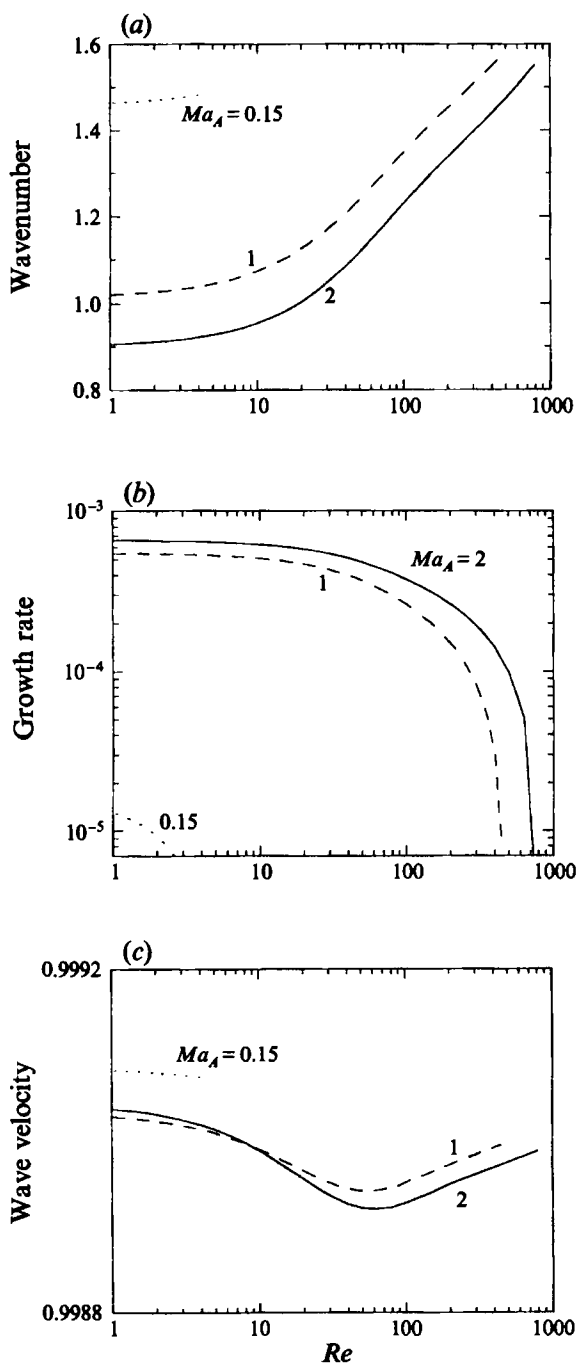 (a)
1.6
Ma_A = 0.15
1.4
Wavenumber
1.2
1
2
1.0
0.8
1 10 100 1000
(b)
10^-3
Ma_A = 2
1
10^-4
Growth rate
0.15
10^-5
1 10 100 1000
(c)
0.9992
Ma_A = 0.15
Wave velocity
1
2
0.9988
1 10 100 1000
Re